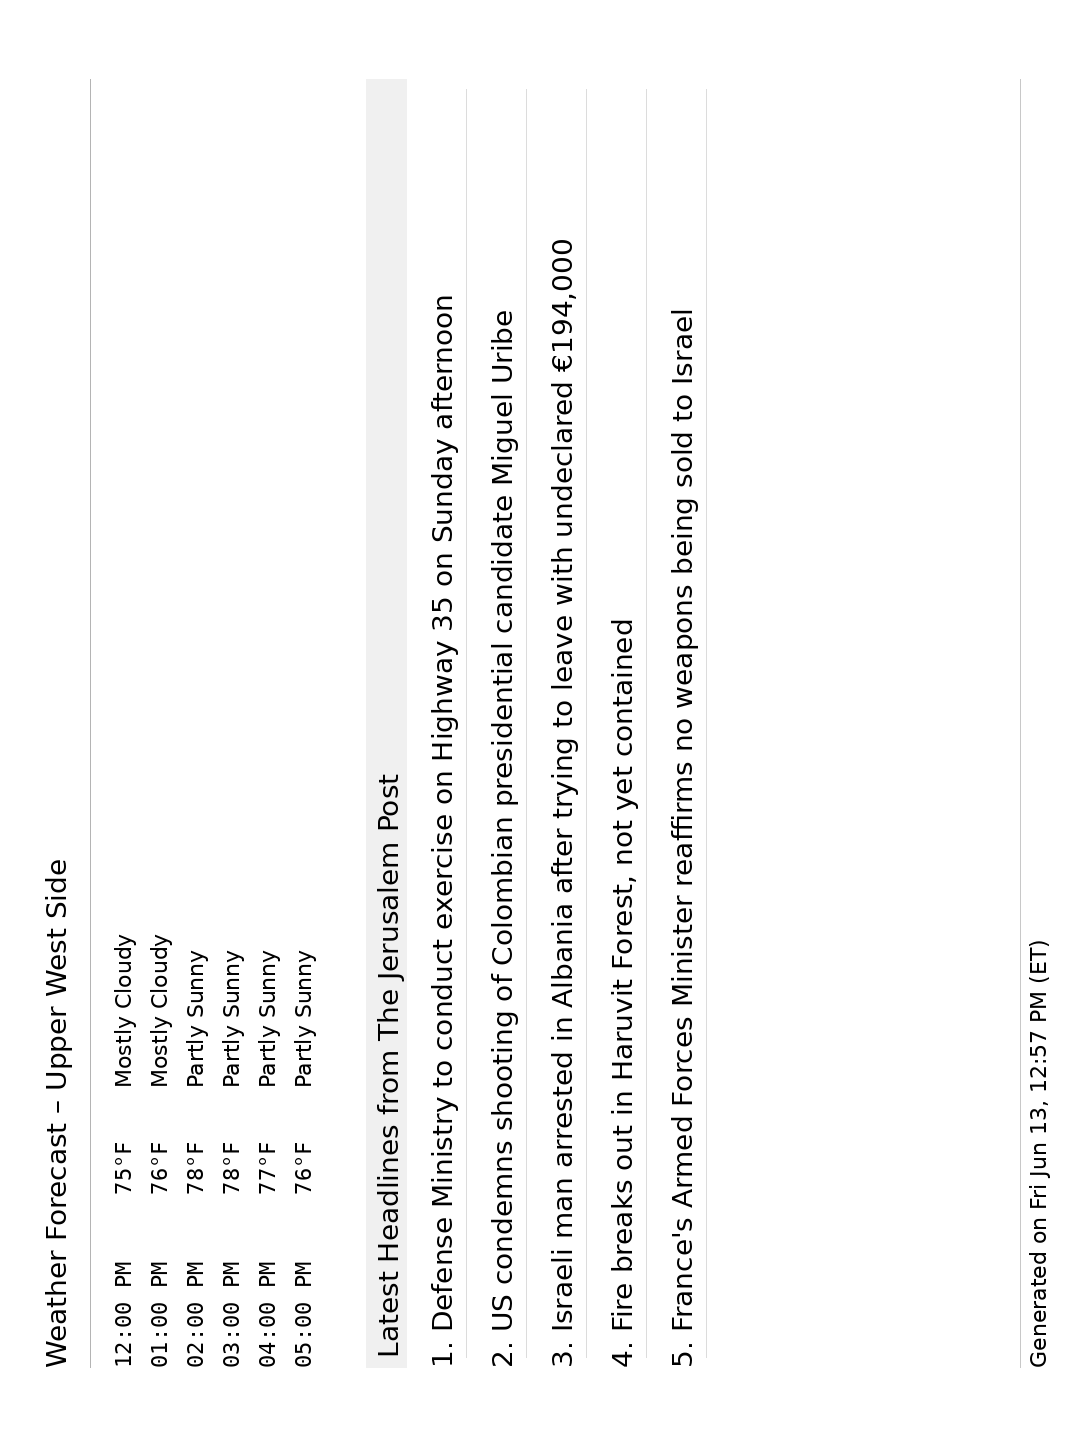 Weather Forecast – Upper West Side
12:00 PM 75°F Mostly Cloudy
01:00 PM 76°F Mostly Cloudy
02:00 PM 78°F Partly Sunny
03:00 PM 78°F Partly Sunny
04:00 PM 77°F Partly Sunny
05:00 PM 76°F Partly Sunny
Latest Headlines from The Jerusalem Post
1. Defense Ministry to conduct exercise on Highway 35 on Sunday afternoon
2. US condemns shooting of Colombian presidential candidate Miguel Uribe
3. Israeli man arrested in Albania after trying to leave with undeclared €194,000
4. Fire breaks out in Haruvit Forest, not yet contained
5. France's Armed Forces Minister reaffirms no weapons being sold to Israel
Generated on Fri Jun 13, 12:57 PM (ET)